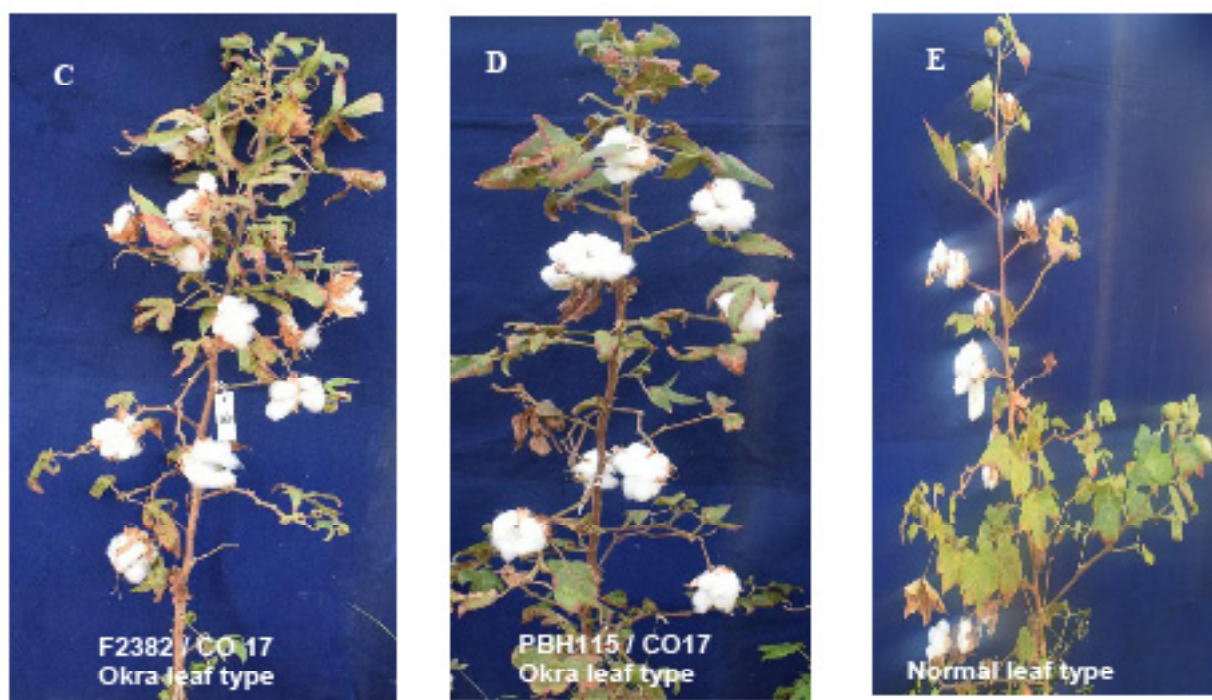 C
F2382 / CO 17
Okra leaf type
D
PBH115 / CO17
Okra leaf type
E
Normal leaf type